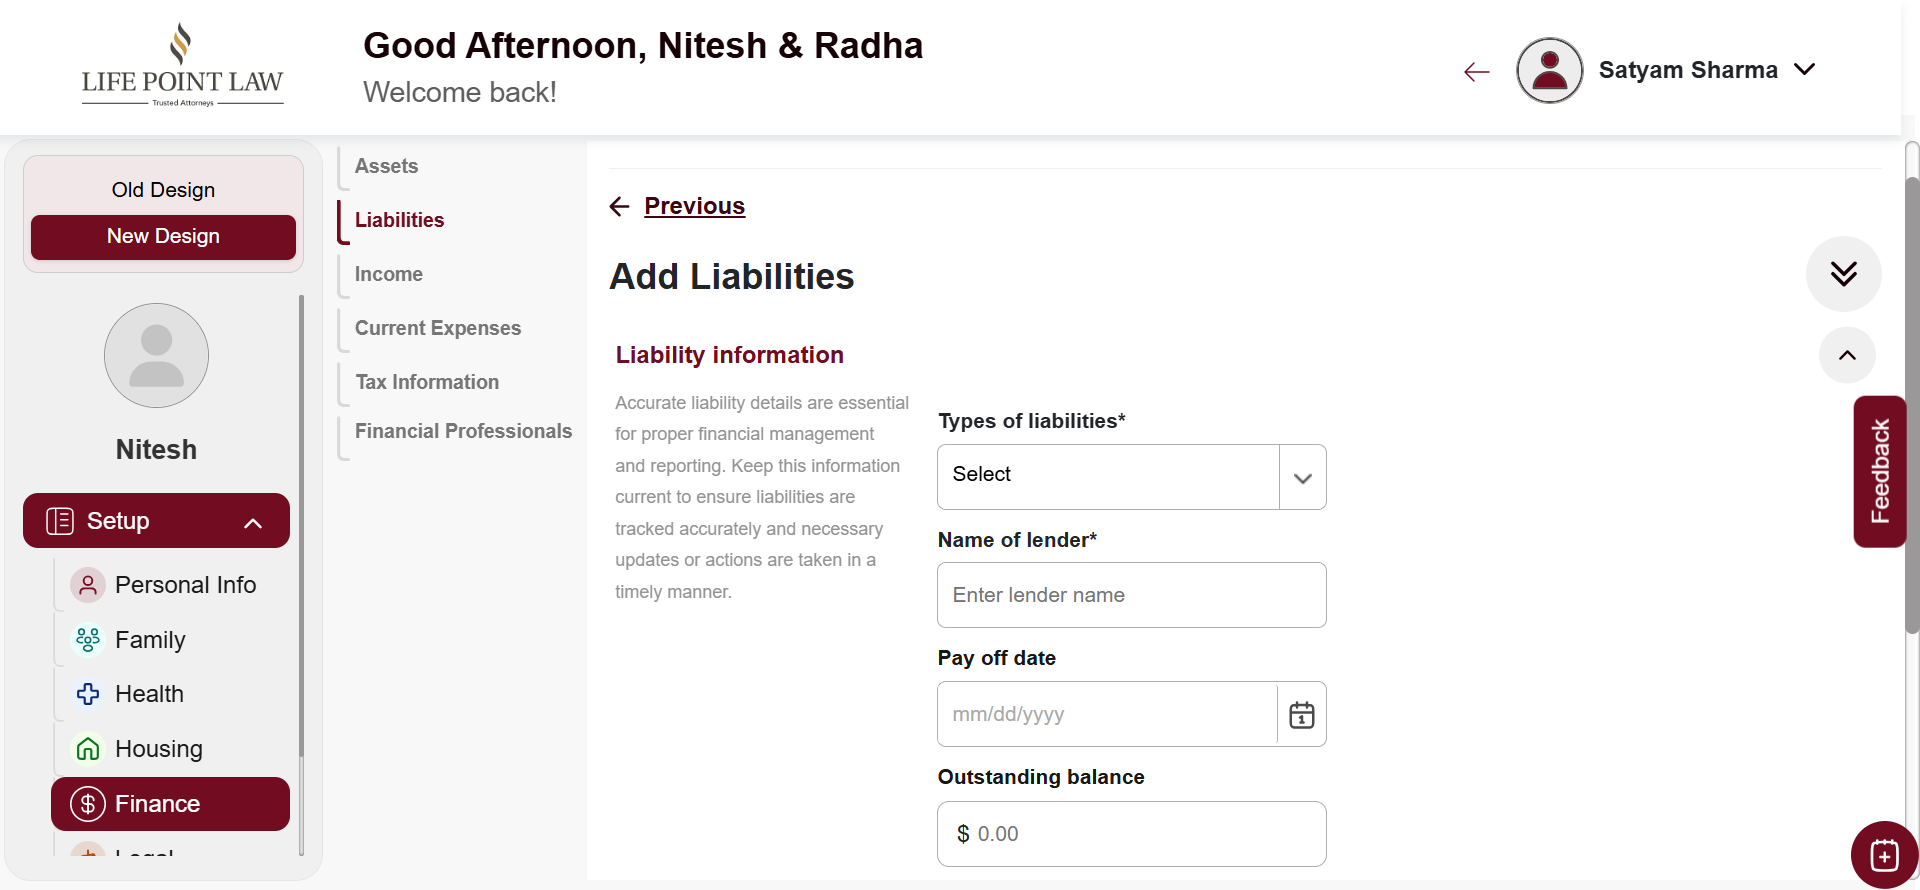 LIFE POINT LAW
Trusted Attorneys
Good Afternoon, Nitesh & Radha
Welcome back!
Satyam Sharma
Old Design
New Design
Nitesh
Setup
Personal Info
Family
Health
Housing
Finance
Legal
Assets
Liabilities
Income
Current Expenses
Tax Information
Financial Professionals
Previous
Add Liabilities
Liability information
Accurate liability details are essential
for proper financial management
and reporting. Keep this information
current to ensure liabilities are
tracked accurately and necessary
updates or actions are taken in a
timely manner.
Types of liabilities*
Select
Name of lender*
Enter lender name
Pay off date
mm/dd/yyyy
Outstanding balance
$ 0.00
Feedback